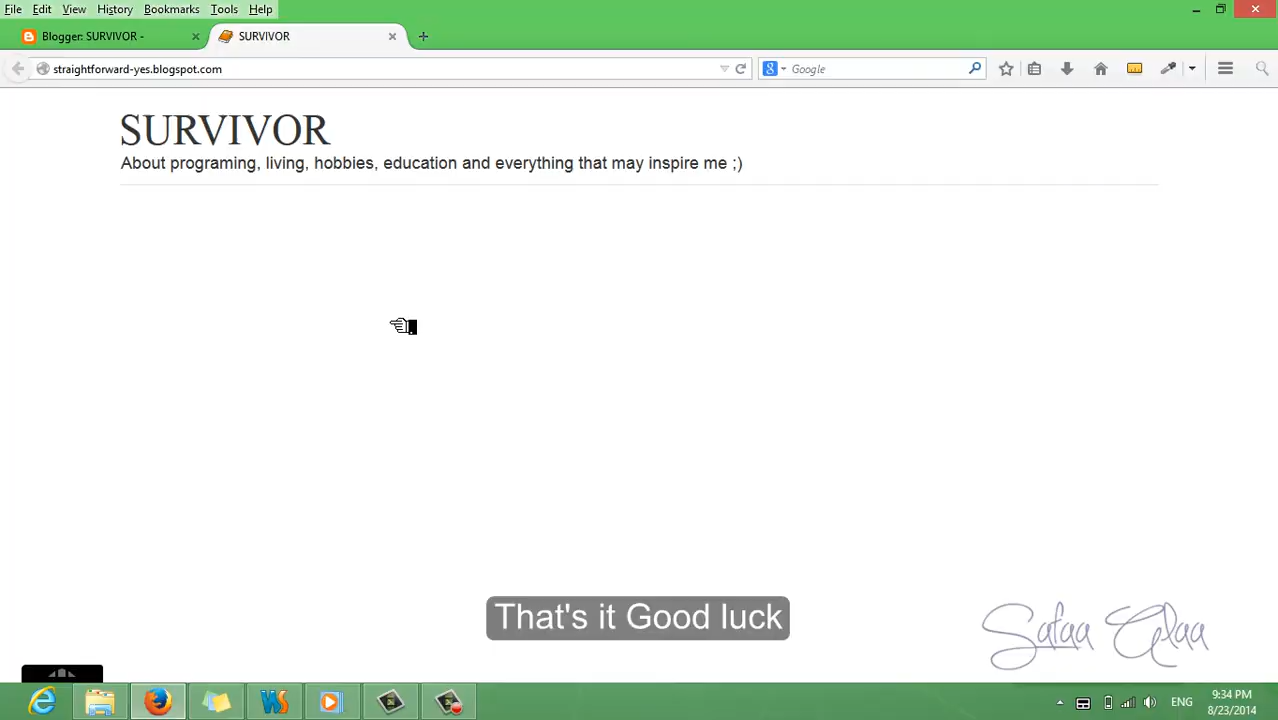 File Edit View History Bookmarks Tools Help
Blogger: SURVIVOR -
SURVIVOR
straightforward-yes.blogspot.com
Google
SURVIVOR
About programing, living, hobbies, education and everything that may inspire me ;)
That's it Good luck
Safaa Alaa
ENG
9:34 PM
8/23/2014